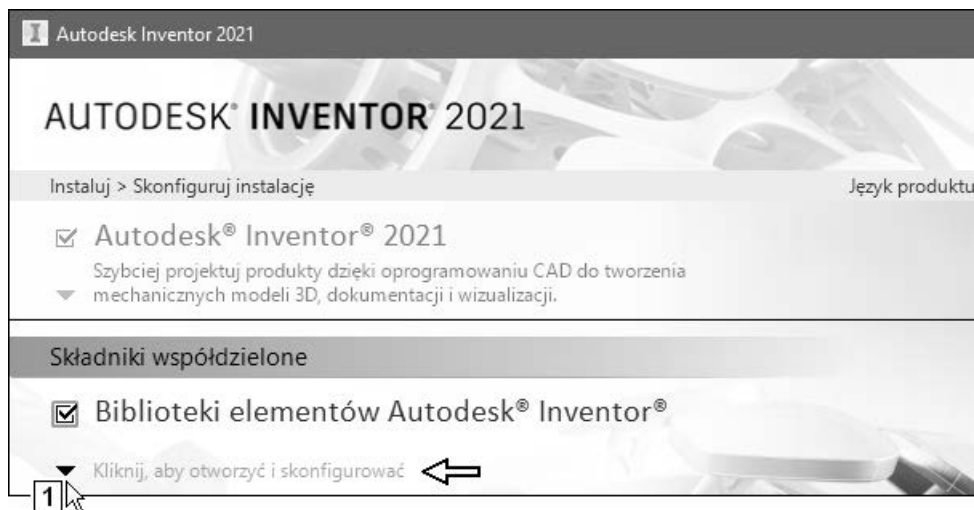 Autodesk Inventor 2021
AUTODESK® INVENTOR® 2021
Instaluj > Skonfiguruj instalację
Język produktu
Autodesk® Inventor® 2021
Szybciej projektuj produkty dzięki oprogramowaniu CAD do tworzenia
mechanicznych modeli 3D, dokumentacji i wizualizacji.
Składniki współdzielone
Biblioteki elementów Autodesk® Inventor®
Kliknij, aby otworzyć i skonfigurować
1